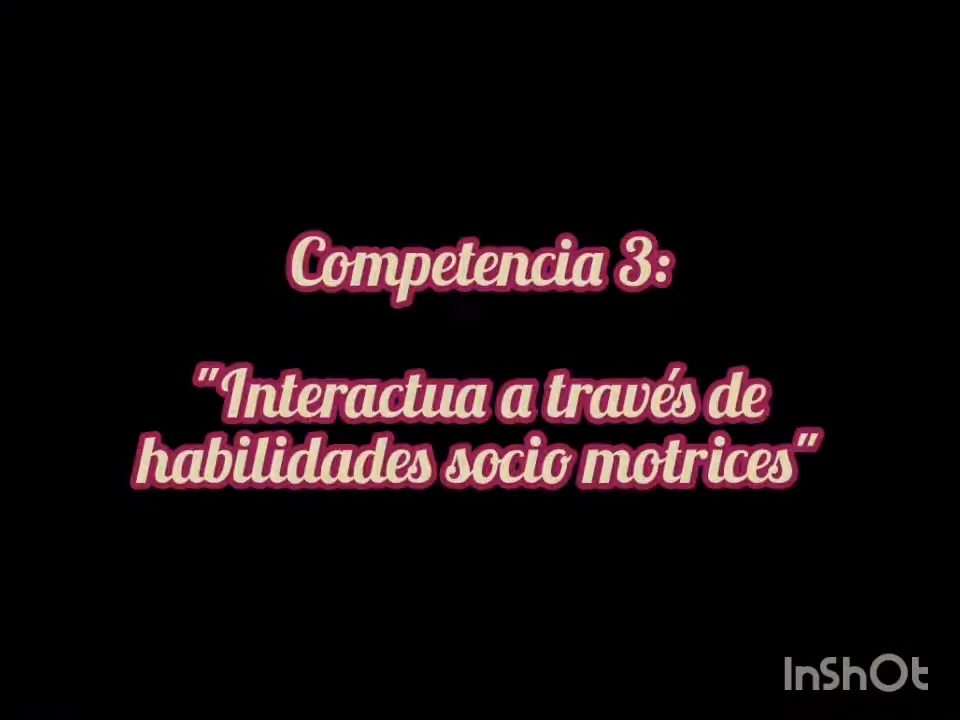 Competencia 3:
"Interactua a través de
habilidades socio motrices"
InShOt